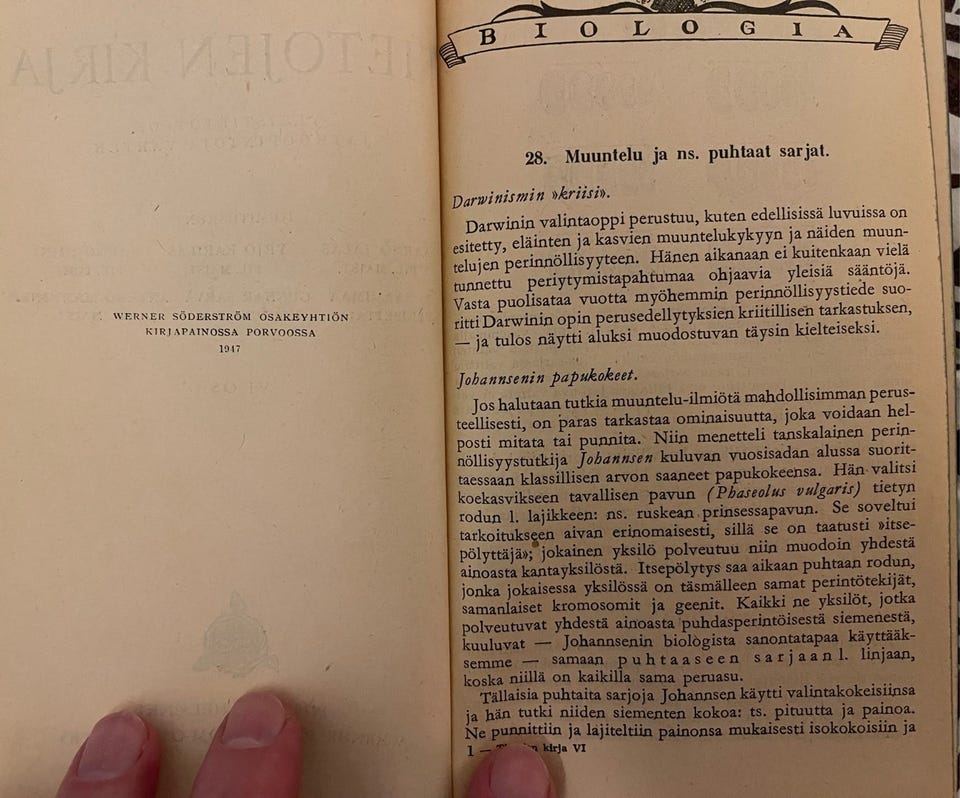 WERNER SÖDERSTRÖM OSAKEYHTIÖN
KIRJAPAINOSSA PORVOOSSA
1947
BIOLOGIA
28. Muuntelu ja ns. puhtaat sarjat.
Darwinismin »kriisi».
Darwinin valintaoppi perustuu, kuten edellisissä luvuissa on
esitetty, eläinten ja kasvien muuntelukykyyn ja näiden muun-
telujen perinnöllisyyteen. Hänen aikanaan ei kuitenkaan vielä
tunnettu periytymistapahtumaa ohjaavia yleisiä sääntöjä.
Vasta puolisataa vuotta myöhemmin perinnöllisyystiede suo-
ritti Darwinin opin perusedellytyksien kriitillisen tarkastuksen,
— ja tulos näytti aluksi muodostuvan täysin kielteiseksi.
Johannsenin papukokeet.
Jos halutaan tutkia muuntelu-ilmiötä mahdollisimman perus-
teellisesti, on paras tarkastaa ominaisuutta, joka voidaan hel-
posti mitata tai punnita. Niin menetteli tanskalainen perin-
nöllisyystutkija Johannsen kuluvan vuosisadan alussa suorit-
taessaan klassillisen arvon saaneet papukokeensa. Hän valitsi
koekasvikseen tavallisen pavun (Phaseolus vulgaris) tietyn
rodun l. lajikkeen: ns. ruskean prinsessapavun. Se soveltui
tarkoitukseen aivan erinomaisesti, sillä se on taatusti »itse-
pölyttäjä»; jokainen yksilö polveutuu niin muodoin yhdestä
ainoasta kantayksilöstä. Itsepölytys saa aikaan puhtaan rodun,
jonka jokaisessa yksilössä on täsmälleen samat perintötekijät,
samanlaiset kromosomit ja geenit. Kaikki ne yksilöt, jotka
polveutuvat yhdestä ainoasta puhdasperintöisestä siemenestä,
kuuluvat — Johannsenin biologista sanontatapaa käyttääk-
semme — samaan puhtaaseen sarjaan l. linjaan,
koska niillä on kaikilla sama peruasu.
Tällaisia puhtaita sarjoja Johannsen käytti valintakokeisiinsa
ja hän tutki niiden siementen kokoa: ts. pituutta ja painoa.
Ne punnittiin ja lajiteltiin painonsa mukaisesti isokokoisiin ja
1 — kirja VI